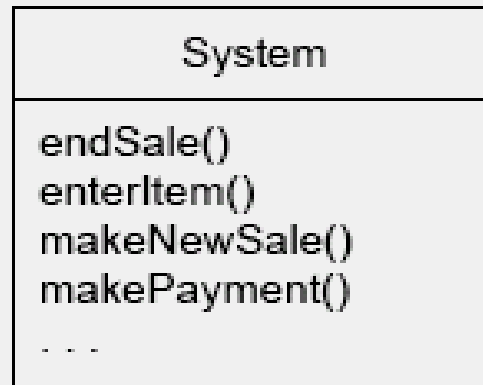 System
endSale()
enterItem()
makeNewSale()
makePayment()
. . .